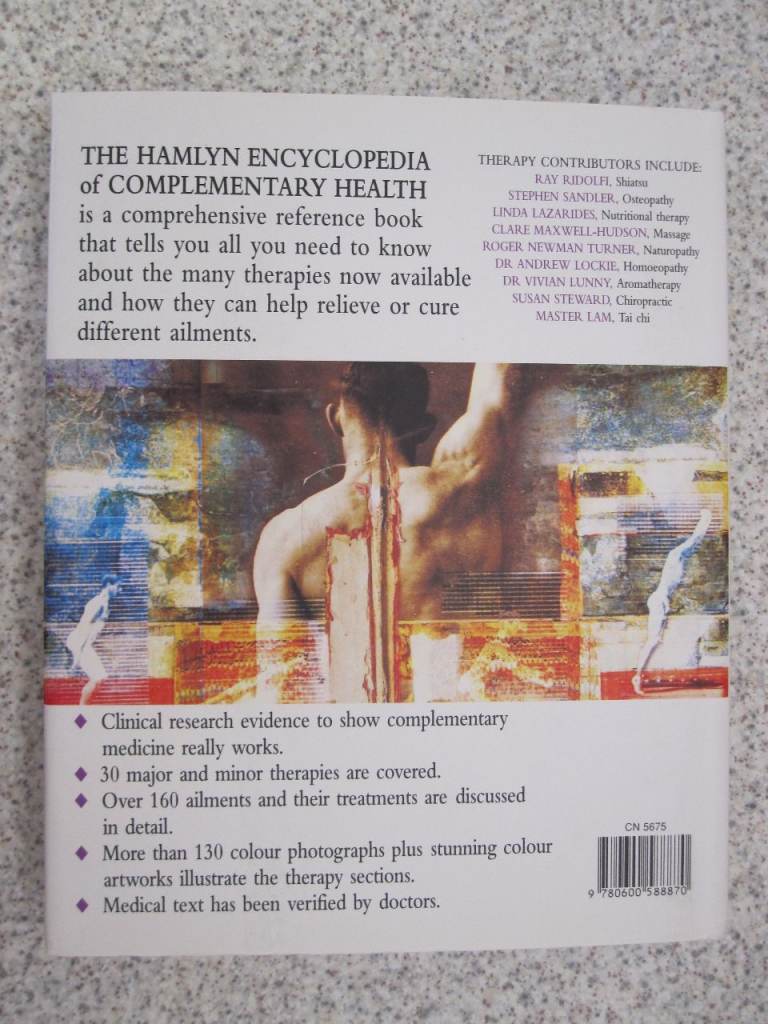 THE HAMLYN ENCYCLOPEDIA
of COMPLEMENTARY HEALTH
is a comprehensive reference book
that tells you all you need to know
about the many therapies now available
and how they can help relieve or cure
different ailments.
THERAPY CONTRIBUTORS INCLUDE:
RAY RIDOLFI, Shiatsu
STEPHEN SANDLER, Osteopathy
LINDA LAZARIDES, Nutritional therapy
CLARE MAXWELL-HUDSON, Massage
ROGER NEWMAN TURNER, Naturopathy
DR ANDREW LOCKIE, Homoeopathy
DR VIVIAN LUNNY, Aromatherapy
SUSAN STEWARD, Chiropractic
MASTER LAM, Tai chi
♦ Clinical research evidence to show complementary
medicine really works.
♦ 30 major and minor therapies are covered.
♦ Over 160 ailments and their treatments are discussed
in detail.
♦ More than 130 colour photographs plus stunning colour
artworks illustrate the therapy sections.
♦ Medical text has been verified by doctors.
CN 5675
9 780600 588870